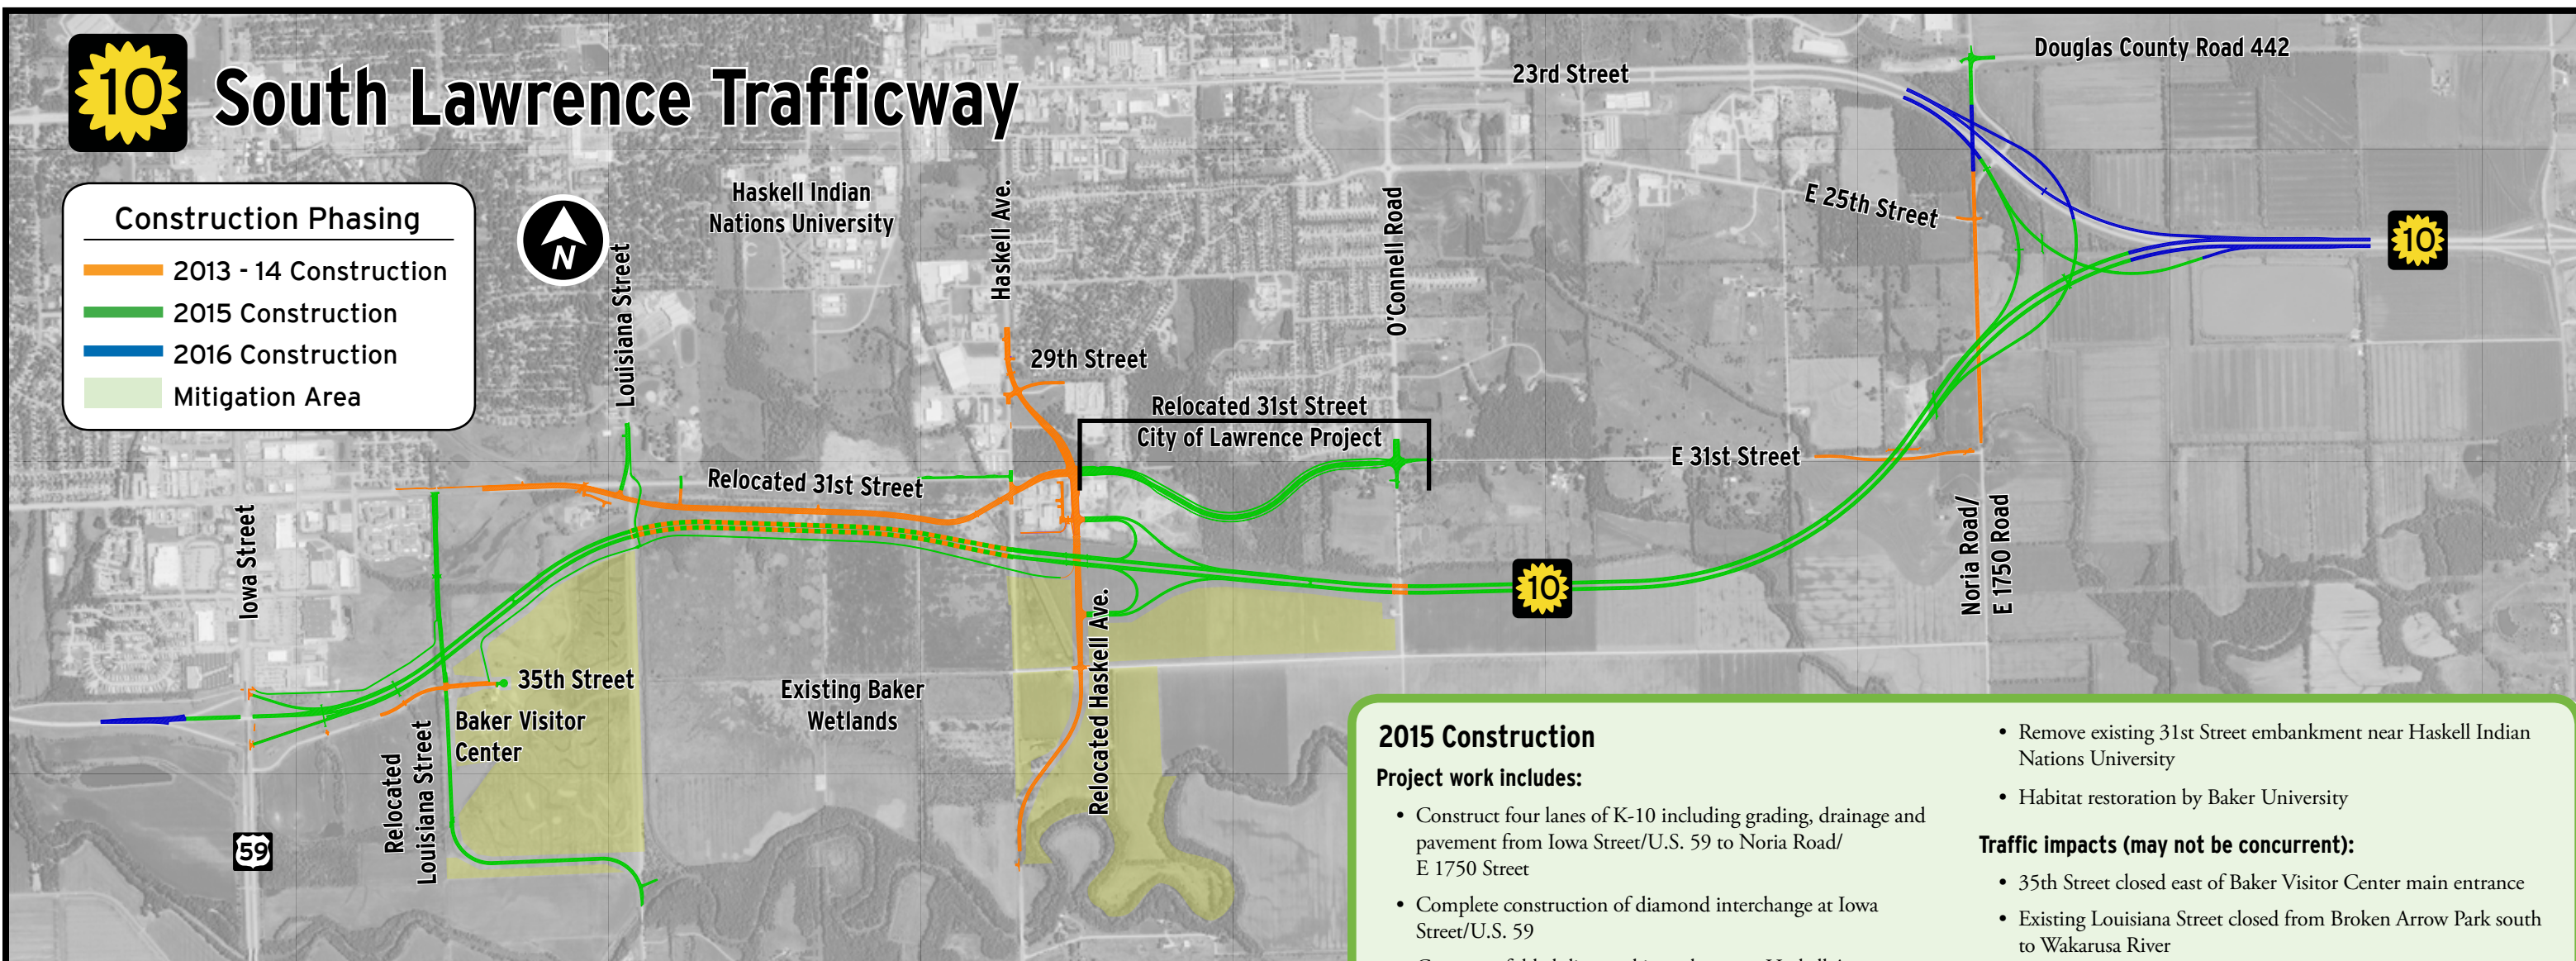 10
South Lawrence Trafficway
Construction Phasing
2013 - 14 Construction
2015 Construction
2016 Construction
Mitigation Area
N
Louisiana Street
Haskell Indian
Nations University
Haskell Ave.
29th Street
23rd Street
O'Connell Road
E 25th Street
Douglas County Road 442
10
Relocated 31st Street
City of Lawrence Project
Relocated 31st Street
E 31st Street
Noria Road/
E 1750 Road
10
Iowa Street
35th Street
Baker Visitor
Center
Relocated
Louisiana Street
59
Existing Baker
Wetlands
Relocated Haskell Ave.
2015 Construction
Project work includes:
• Construct four lanes of K-10 including grading, drainage and
pavement from Iowa Street/U.S. 59 to Noria Road/
E 1750 Street
• Complete construction of diamond interchange at Iowa
Street/U.S. 59
• Remove existing 31st Street embankment near Haskell Indian
Nations University
• Habitat restoration by Baker University
Traffic impacts (may not be concurrent):
• 35th Street closed east of Baker Visitor Center main entrance
• Existing Louisiana Street closed from Broken Arrow Park south
to Wakarusa River